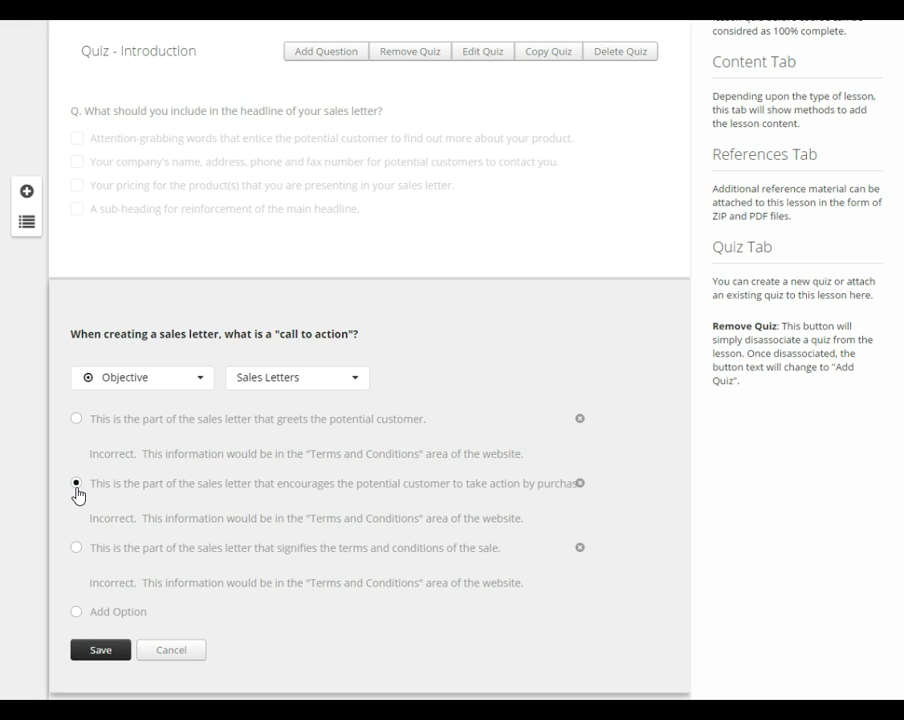 Quiz - Introduction
Add Question
Remove Quiz
Edit Quiz
Copy Quiz
Delete Quiz
Q. What should you include in the headline of your sales letter?
Attention-grabbing words that entice the potential customer to find out more about your product.
Your company's name, address, phone and fax number for potential customers to contact you.
Your pricing for the product(s) that you are presenting in your sales letter.
A sub-heading for reinforcement of the main headline.
When creating a sales letter, what is a "call to action"?
Objective
Sales Letters
This is the part of the sales letter that greets the potential customer.
Incorrect. This information would be in the "Terms and Conditions" area of the website.
This is the part of the sales letter that encourages the potential customer to take action by purchas
Incorrect. This information would be in the "Terms and Conditions" area of the website.
This is the part of the sales letter that signifies the terms and conditions of the sale.
Incorrect. This information would be in the "Terms and Conditions" area of the website.
Add Option
Save
Cancel
considred as 100% complete.
Content Tab
Depending upon the type of lesson,
this tab will show methods to add
the lesson content.
References Tab
Additional reference material can be
attached to this lesson in the form of
ZIP and PDF files.
Quiz Tab
You can create a new quiz or attach
an existing quiz to this lesson here.
Remove Quiz: This button will
simply disassociate a quiz from the
lesson. Once disassociated, the
button text will change to "Add
Quiz".